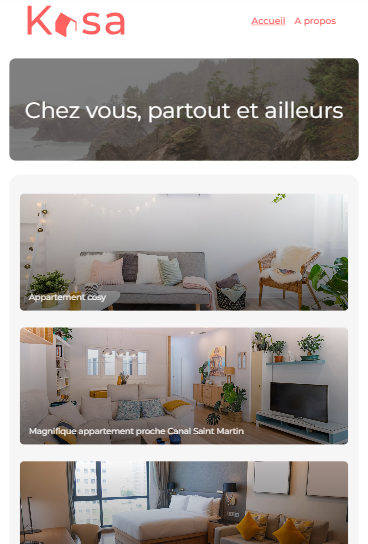 Kasa
Accueil A propos
Chez vous, partout et ailleurs
Appartement cosy
Magnifique appartement proche Canal Saint Martin